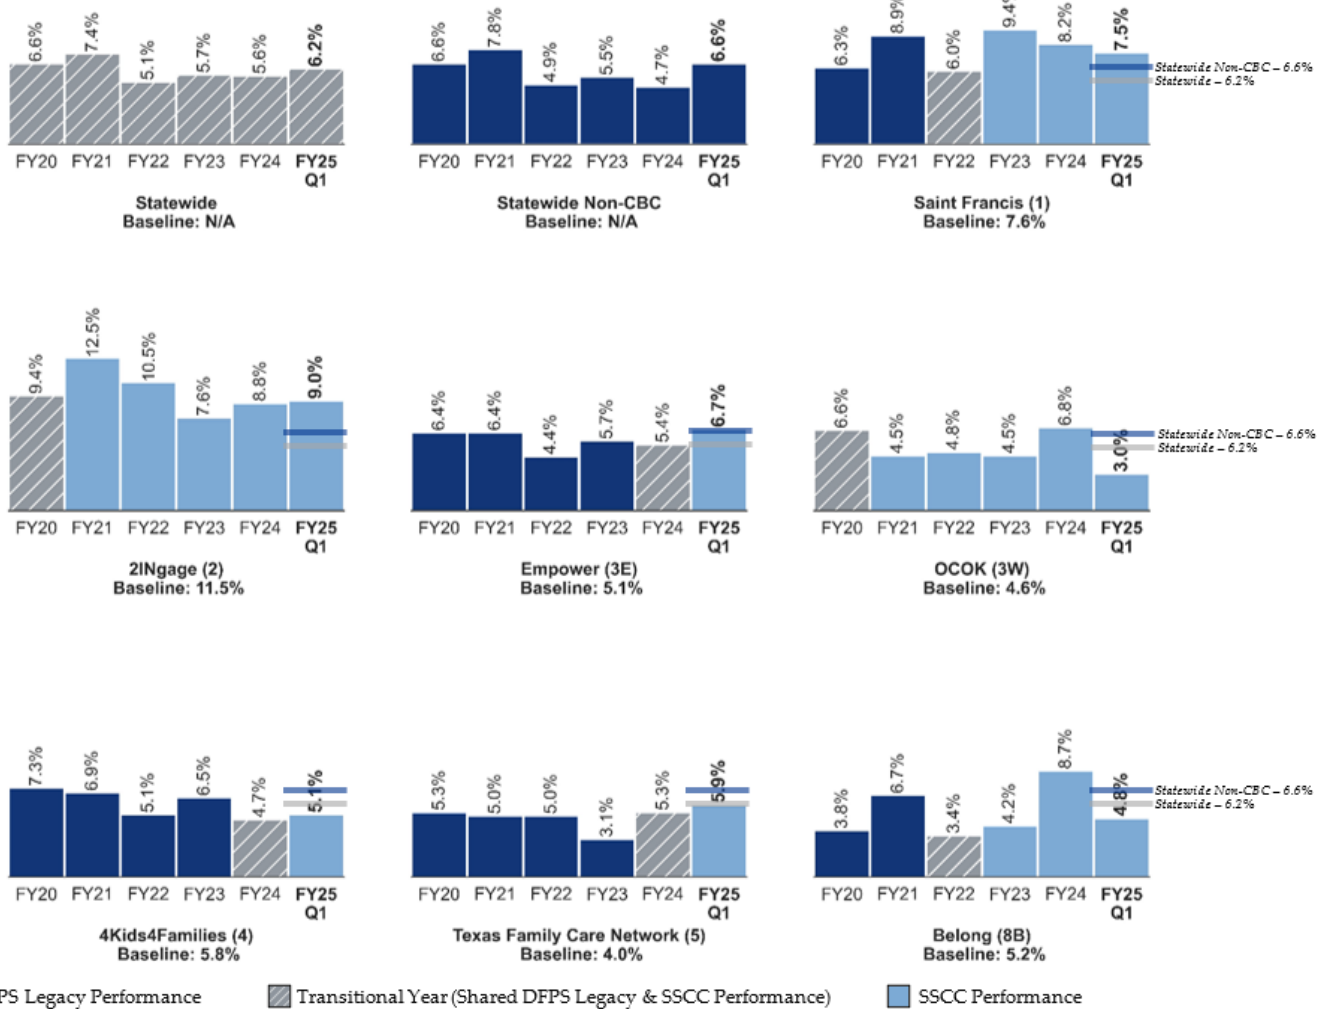 6.6% 7.4% 5.1% 5.7% 5.6% 6.2%
FY20 FY21 FY22 FY23 FY24 FY25
Q1
Statewide
Baseline: N/A
6.6% 7.8% 4.9% 5.5% 4.7% 6.6%
FY20 FY21 FY22 FY23 FY24 FY25
Q1
Statewide Non-CBC
Baseline: N/A
6.3% 8.9% 6.0% 9.4% 8.2% 7.5%
Statewide Non-CBC – 6.6%
Statewide – 6.2%
FY20 FY21 FY22 FY23 FY24 FY25
Q1
Saint Francis (1)
Baseline: 7.6%
9.4% 12.5% 10.5% 7.6% 8.8% 9.0%
FY20 FY21 FY22 FY23 FY24 FY25
Q1
2INgage (2)
Baseline: 11.5%
6.4% 6.4% 4.4% 5.7% 5.4% 6.7%
FY20 FY21 FY22 FY23 FY24 FY25
Q1
Empower (3E)
Baseline: 5.1%
6.6% 4.5% 4.8% 4.5% 6.8% 3.0%
Statewide Non-CBC – 6.6%
Statewide – 6.2%
FY20 FY21 FY22 FY23 FY24 FY25
Q1
OCOK (3W)
Baseline: 4.6%
7.3% 6.9% 5.1% 6.5% 4.7% 5.1%
FY20 FY21 FY22 FY23 FY24 FY25
Q1
4Kids4Families (4)
Baseline: 5.8%
5.3% 5.0% 5.0% 3.1% 5.3% 5.9%
FY20 FY21 FY22 FY23 FY24 FY25
Q1
Texas Family Care Network (5)
Baseline: 4.0%
3.8% 6.7% 3.4% 4.2% 8.7% 4.8%
Statewide Non-CBC – 6.6%
Statewide – 6.2%
FY20 FY21 FY22 FY23 FY24 FY25
Q1
Belong (8B)
Baseline: 5.2%
PS Legacy Performance
Transitional Year (Shared DFPS Legacy & SSCC Performance)
SSCC Performance